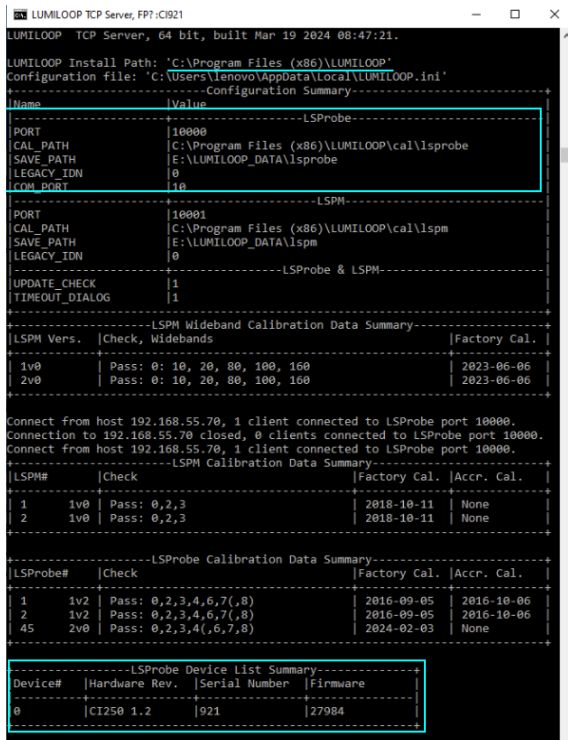 LUMILOOP TCP Server, FP? :CI921
LUMILOOP  TCP Server, 64 bit, built Mar 19 2024 08:47:21.
LUMILOOP Install Path: 'C:\Program Files (x86)\LUMILOOP'
Configuration file: 'C:\Users\lenovo\AppData\Local\LUMILOOP.ini'
Configuration Summary
|Name |Value |
LSProbe
|PORT |10000 |
|CAL_PATH |C:\Program Files (x86)\LUMILOOP\cal\lsprobe |
|SAVE_PATH |E:\LUMILOOP_DATA\lsprobe |
|LEGACY_IDN |0 |
|COM_PORT |10 |
LSPM
|PORT |10001 |
|CAL_PATH |C:\Program Files (x86)\LUMILOOP\cal\lspm |
|SAVE_PATH |E:\LUMILOOP_DATA\lspm |
|LEGACY_IDN |0 |
LSProbe & LSPM
|UPDATE_CHECK |1 |
|TIMEOUT_DIALOG |1 |
LSPM Wideband Calibration Data Summary
|LSPM Vers. |Check, Widebands |Factory Cal. |
| 1v0 | Pass: 0: 10, 20, 80, 100, 160 | 2023-06-06 |
| 2v0 | Pass: 0: 10, 20, 80, 100, 160 | 2023-06-06 |
Connect from host 192.168.55.70, 1 client connected to LSProbe port 10000.
Connection to 192.168.55.70 closed, 0 clients connected to LSProbe port 10000.
Connect from host 192.168.55.70, 1 client connected to LSProbe port 10000.
LSPM Calibration Data Summary
|LSPM# |Check |Factory Cal. |Accr. Cal. |
| 1 1v0 | Pass: 0,2,3 | 2018-10-11 | None |
| 2 1v0 | Pass: 0,2,3 | 2018-10-11 | None |
LSProbe Calibration Data Summary
|LSProbe# |Check |Factory Cal. |Accr. Cal. |
| 1 1v2 | Pass: 0,2,3,4,6,7(,8) | 2016-09-05 | 2016-10-06 |
| 2 1v2 | Pass: 0,2,3,4,6,7(,8) | 2016-09-05 | 2016-10-06 |
| 45 2v0 | Pass: 0,2,3,4(,6,7,8) | 2024-02-03 | None |
LSProbe Device List Summary
|Device# |Hardware Rev. |Serial Number |Firmware |
|0 |CI250 1.2 |921 |27984 |